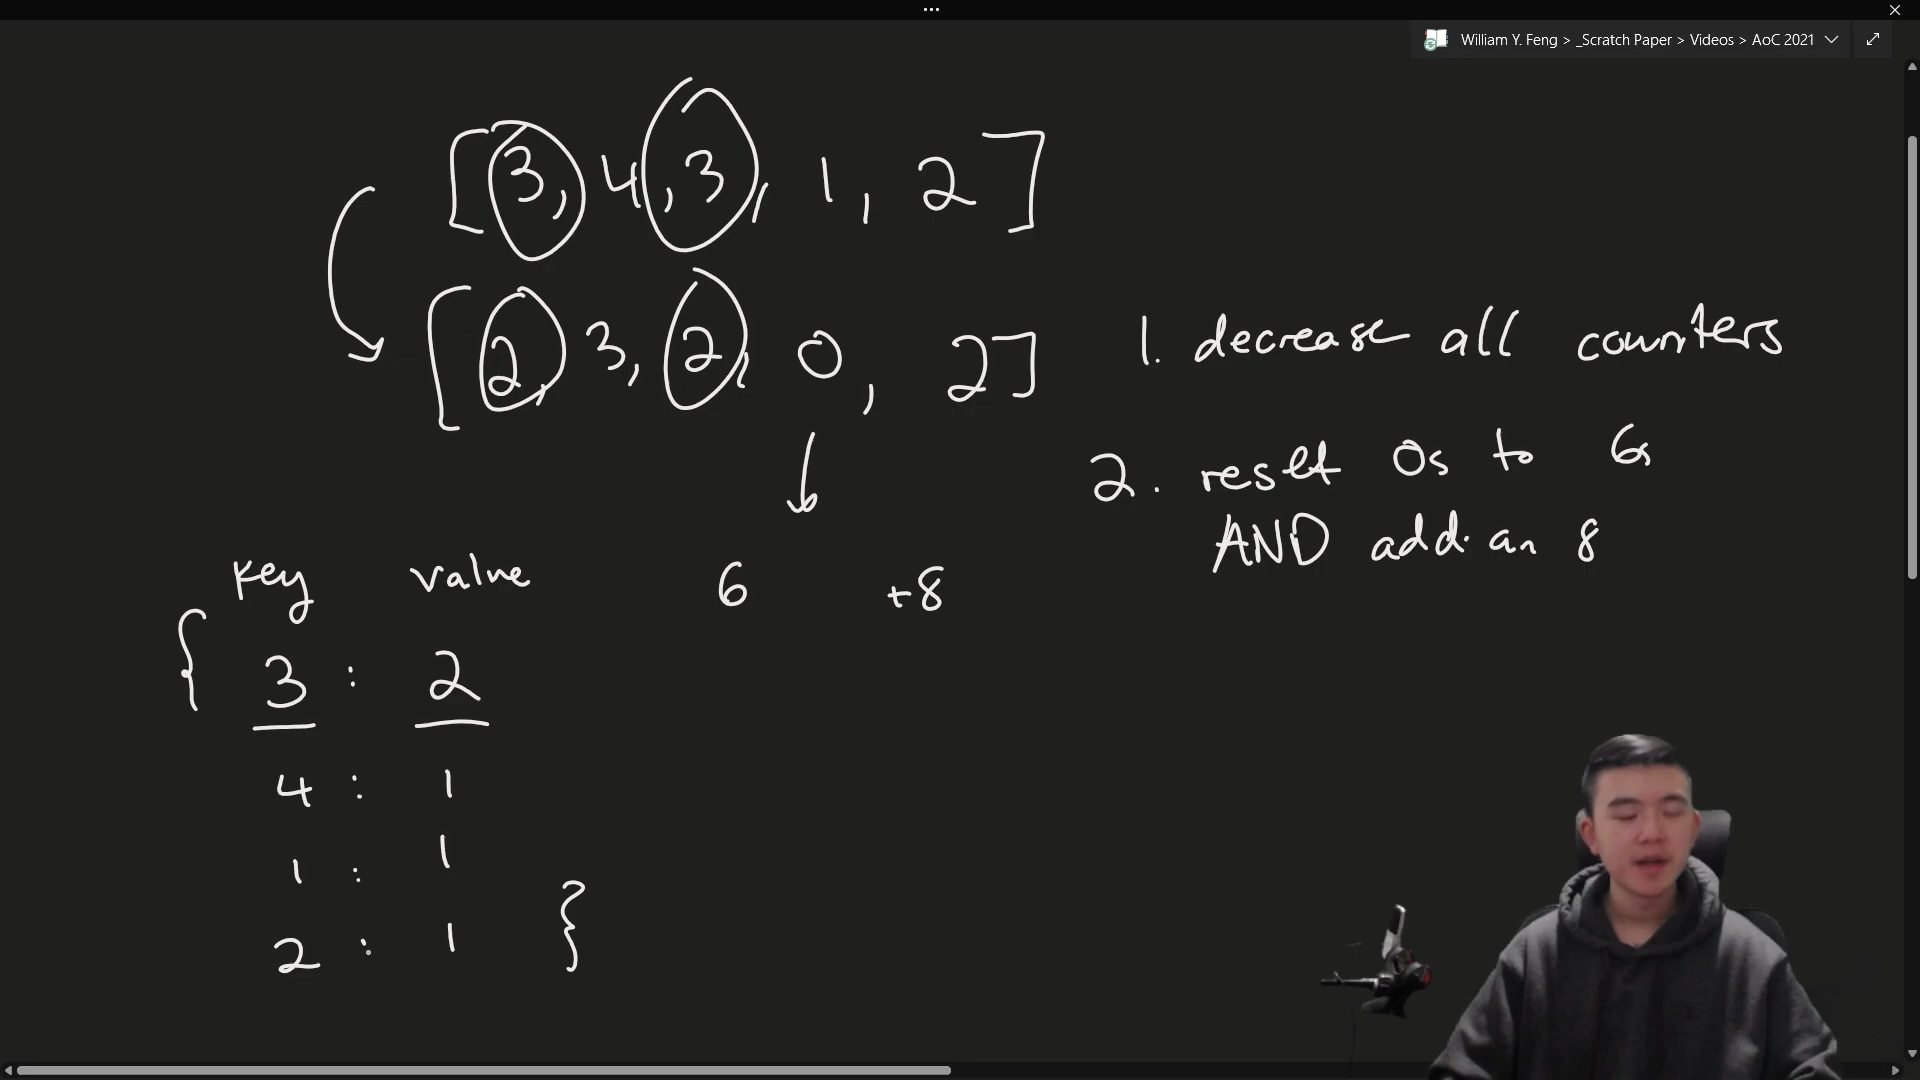 ...
William Y. Feng > _Scratch Paper > Videos > AoC 2021
[3, 4, 3, 1, 2]
[2, 3, 2, 0, 2]
1. decrease all counters
2. reset 0s to 6s
AND add an 8
6 +8
key value
{ 3 : 2
4 : 1
1 : 1
2 : 1 }